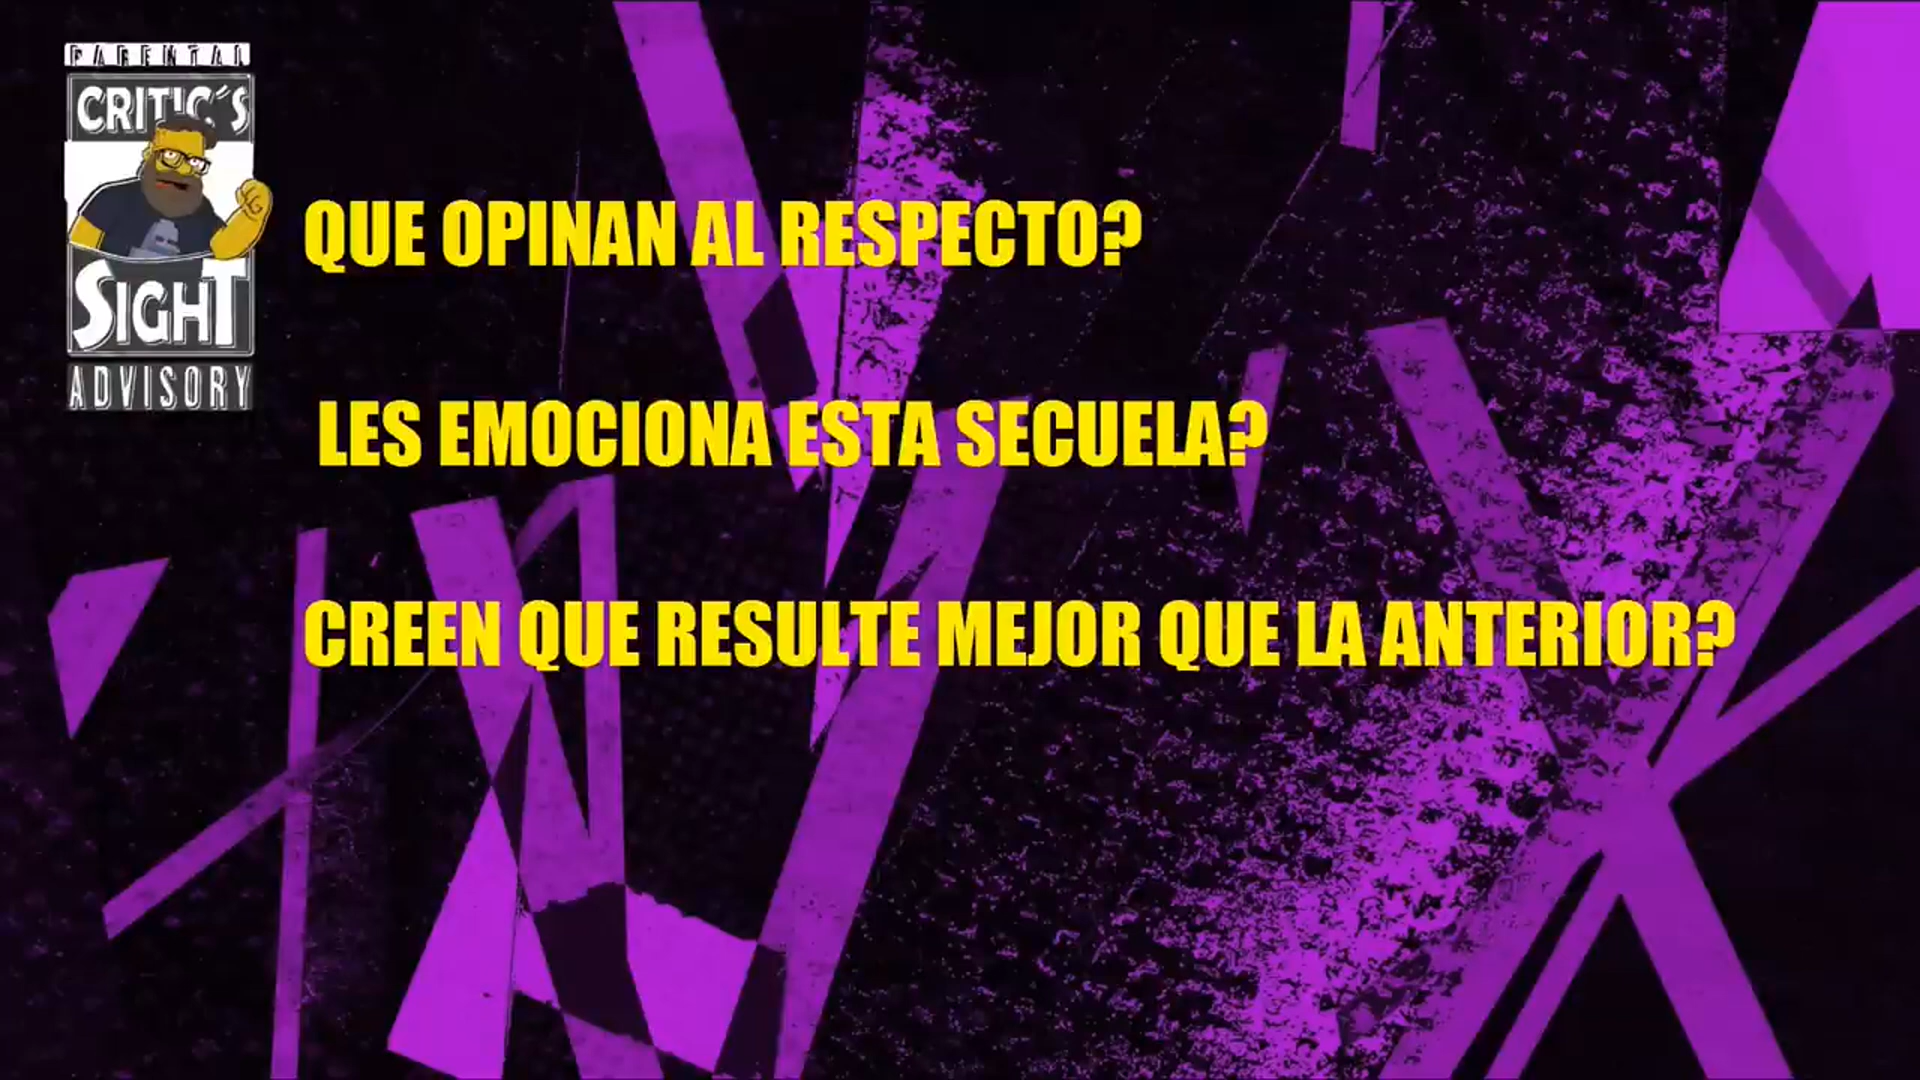 PARENTAL
CRITIC´S
SIGHT
ADVISORY
QUE OPINAN AL RESPECTO?
LES EMOCIONA ESTA SECUELA?
CREEN QUE RESULTE MEJOR QUE LA ANTERIOR?